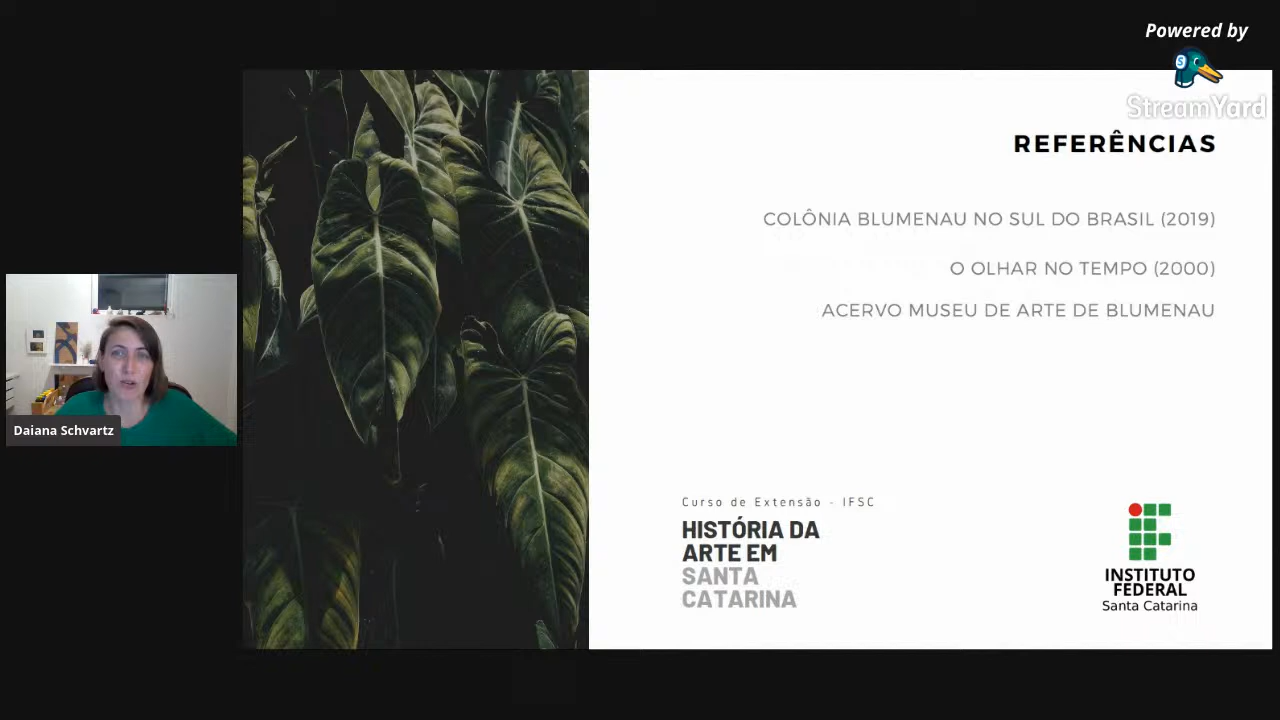 Powered by
StreamYard
REFERÊNCIAS
COLÔNIA BLUMENAU NO SUL DO BRASIL (2019)
O OLHAR NO TEMPO (2000)
ACERVO MUSEU DE ARTE DE BLUMENAU
Daiana Schvartz
Curso de Extensão - IFSC
HISTÓRIA DA
ARTE EM
SANTA
CATARINA
INSTITUTO
FEDERAL
Santa Catarina